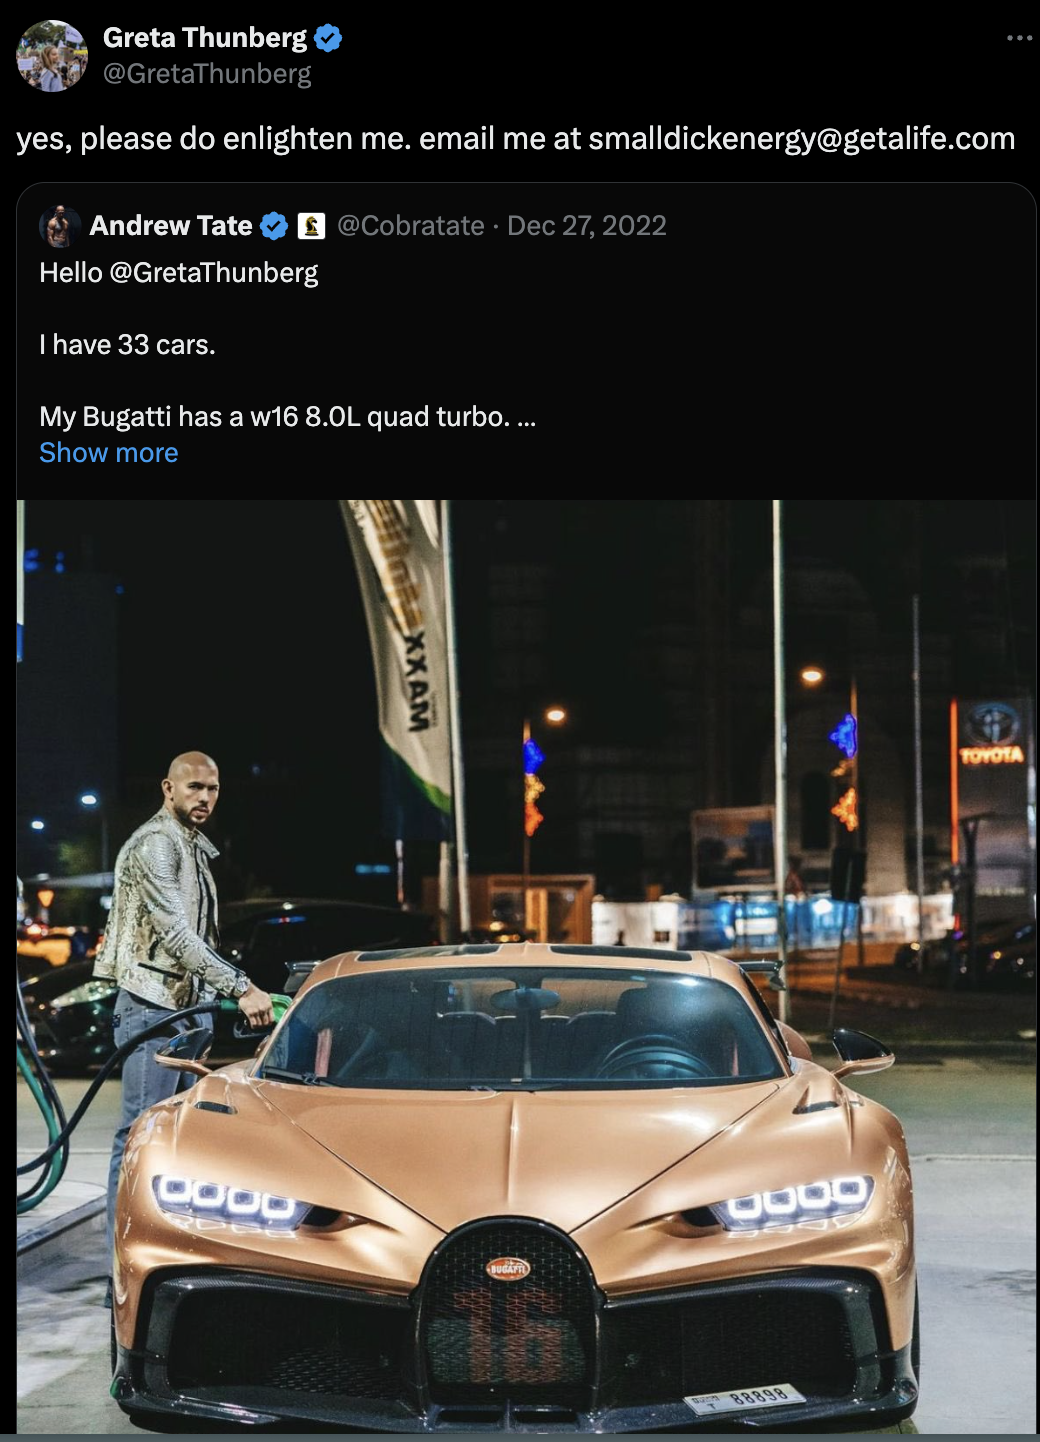 Greta Thunberg
@GretaThunberg
yes, please do enlighten me. email me at smalldickenergy@getalife.com
Andrew Tate @Cobratate · Dec 27, 2022
Hello @GretaThunberg
I have 33 cars.
My Bugatti has a w16 8.0L quad turbo. ...
Show more
MAXX
TOYOTA
BUGATTI
16
88898